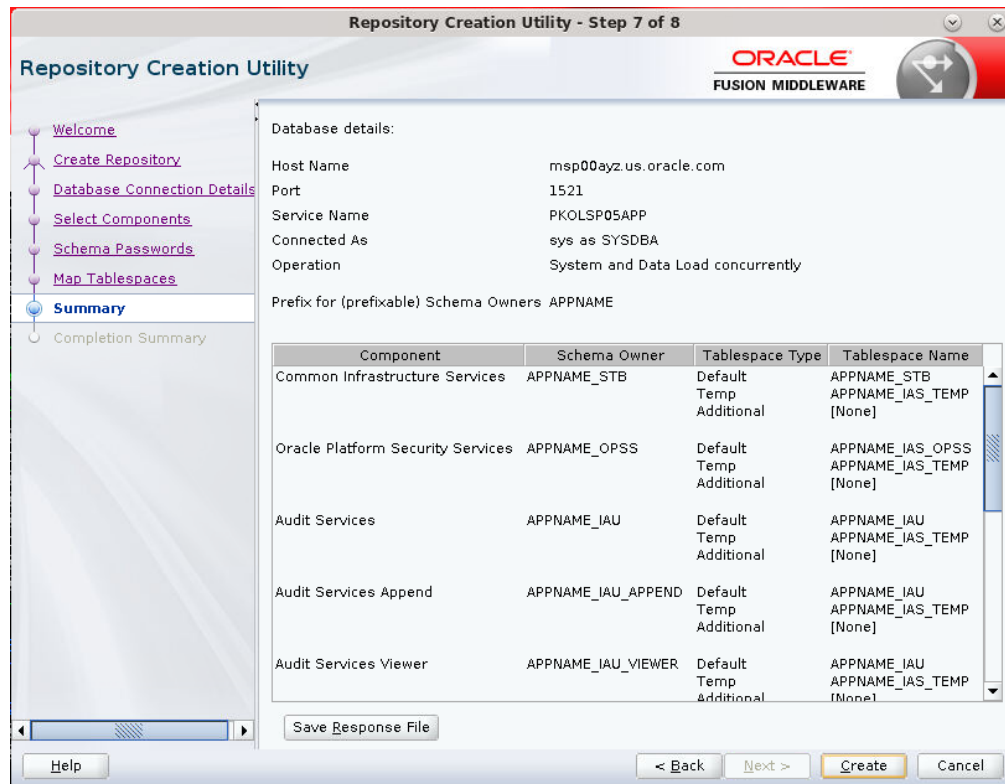 Repository Creation Utility - Step 7 of 8
Repository Creation Utility
ORACLE
FUSION MIDDLEWARE
Welcome
Create Repository
Database Connection Details
Select Components
Schema Passwords
Map Tablespaces
Summary
Completion Summary
Database details:
Host Name msp00ayz.us.oracle.com
Port 1521
Service Name PKOLSP05APP
Connected As sys as SYSDBA
Operation System and Data Load concurrently
Prefix for (prefixable) Schema Owners APPNAME
Component Schema Owner Tablespace Type Tablespace Name
Common Infrastructure Services APPNAME_STB Default APPNAME_STB
Temp APPNAME_IAS_TEMP
Additional [None]
Oracle Platform Security Services APPNAME_OPSS Default APPNAME_IAS_OPSS
Temp APPNAME_IAS_TEMP
Additional [None]
Audit Services APPNAME_IAU Default APPNAME_IAU
Temp APPNAME_IAS_TEMP
Additional [None]
Audit Services Append APPNAME_IAU_APPEND Default APPNAME_IAU
Temp APPNAME_IAS_TEMP
Additional [None]
Audit Services Viewer APPNAME_IAU_VIEWER Default APPNAME_IAU
Temp APPNAME_IAS_TEMP
Additional [None]
Save Response File
Help < Back Next > Create Cancel